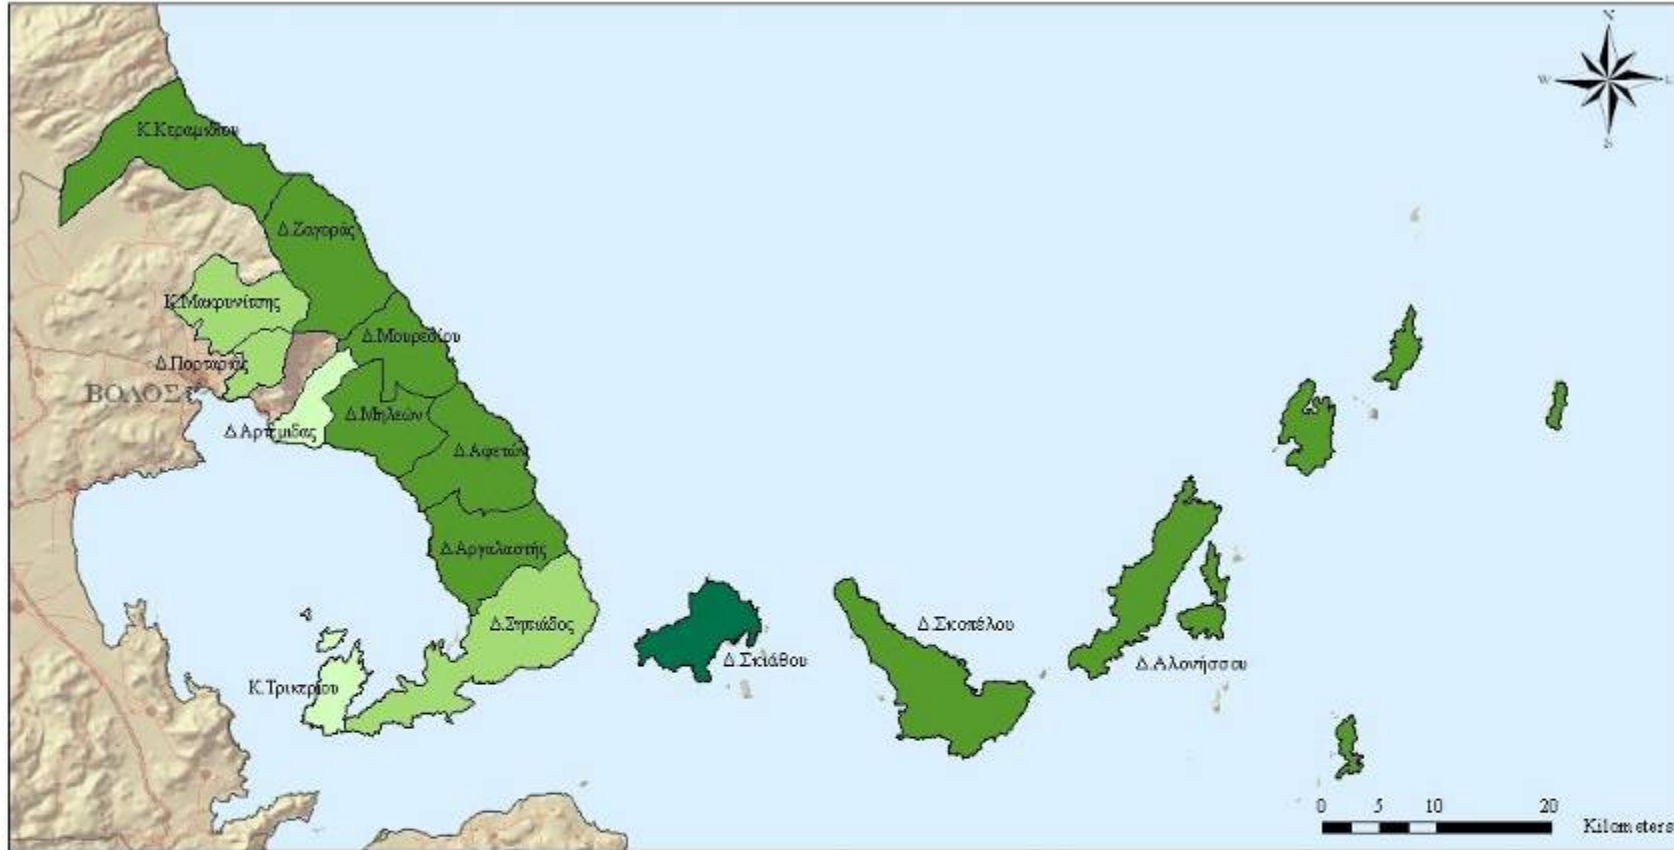 N
W
E
S
Κ.Κεραμιδίου
Δ.Ζαγοράς
Κ.Μακρυνίτσης
Δ.Μουρεσίου
Δ.Πορταριάς
ΒΟΛΟΣ
Δ.Μηλεών
Δ.Αρτέμιδας
Δ.Αφετών
Δ.Αργαλαστής
Δ.Σηπιάδος
Δ.Σκοπέλου
Δ.Σκιάθου
Δ.Αλονήσσου
Κ.Τρικερίου
0 5 10 20
Kilometers